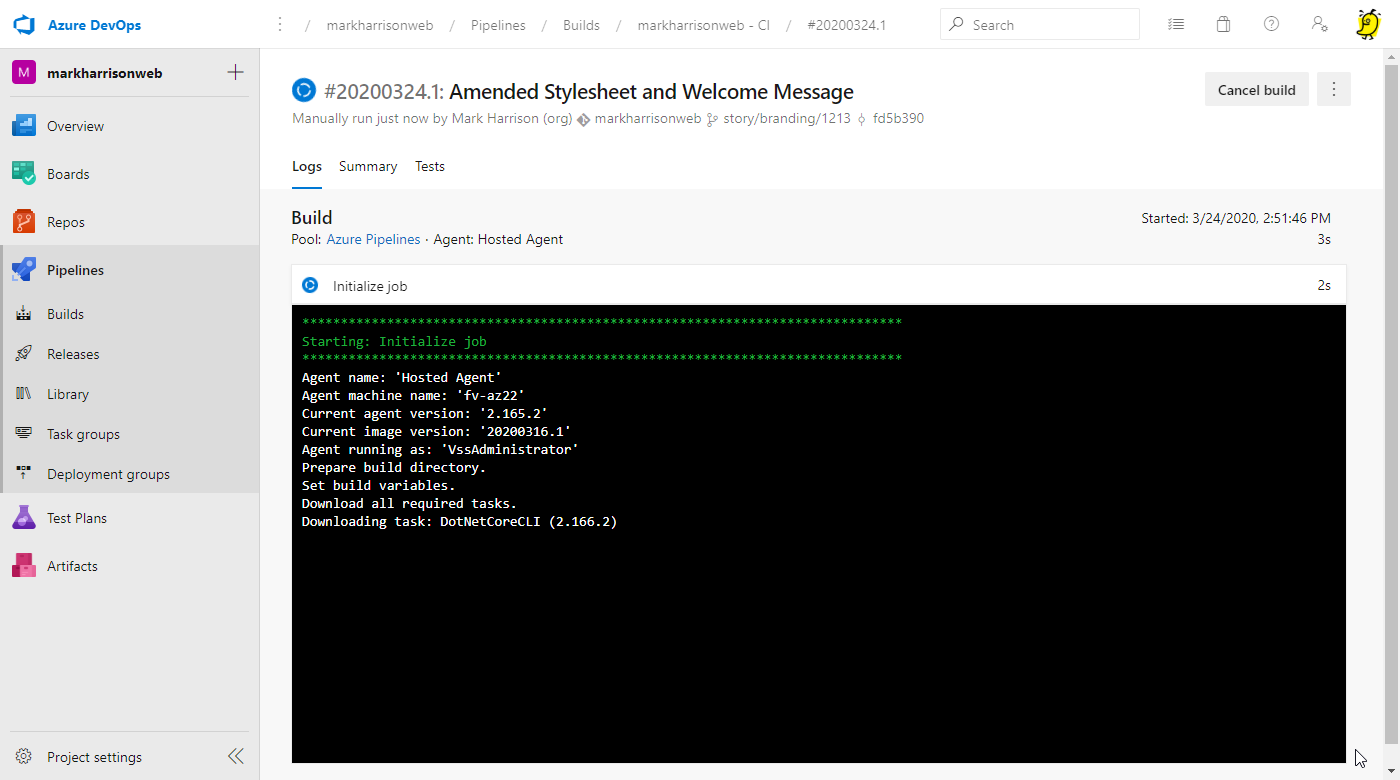 Azure DevOps
/ markharrisonweb / Pipelines / Builds / markharrisonweb - CI / #20200324.1
Search
M markharrisonweb
Overview
Boards
Repos
Pipelines
Builds
Releases
Library
Task groups
Deployment groups
Test Plans
Artifacts
Project settings
#20200324.1: Amended Stylesheet and Welcome Message
Cancel build
Manually run just now by Mark Harrison (org) markharrisonweb story/branding/1213 fd5b390
Logs Summary Tests
Build
Started: 3/24/2020, 2:51:46 PM
Pool: Azure Pipelines · Agent: Hosted Agent
3s
Initialize job
2s
******************************************************************************
Starting: Initialize job
******************************************************************************
Agent name: 'Hosted Agent'
Agent machine name: 'fv-az22'
Current agent version: '2.165.2'
Current image version: '20200316.1'
Agent running as: 'VssAdministrator'
Prepare build directory.
Set build variables.
Download all required tasks.
Downloading task: DotNetCoreCLI (2.166.2)